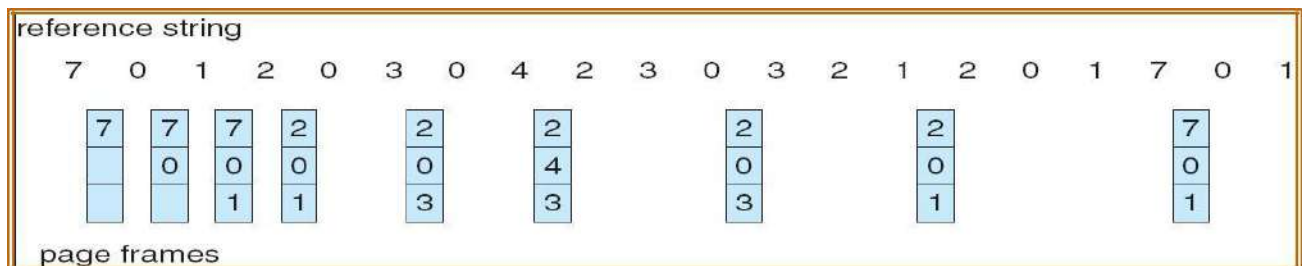 reference string
7 0 1 2 0 3 0 4 2 3 0 3 2 1 2 0 1 7 0 1
7 7 7 2 2 2 2 2 7
0 0 0 0 4 0 0 0
1 1 3 3 3 1 1
page frames